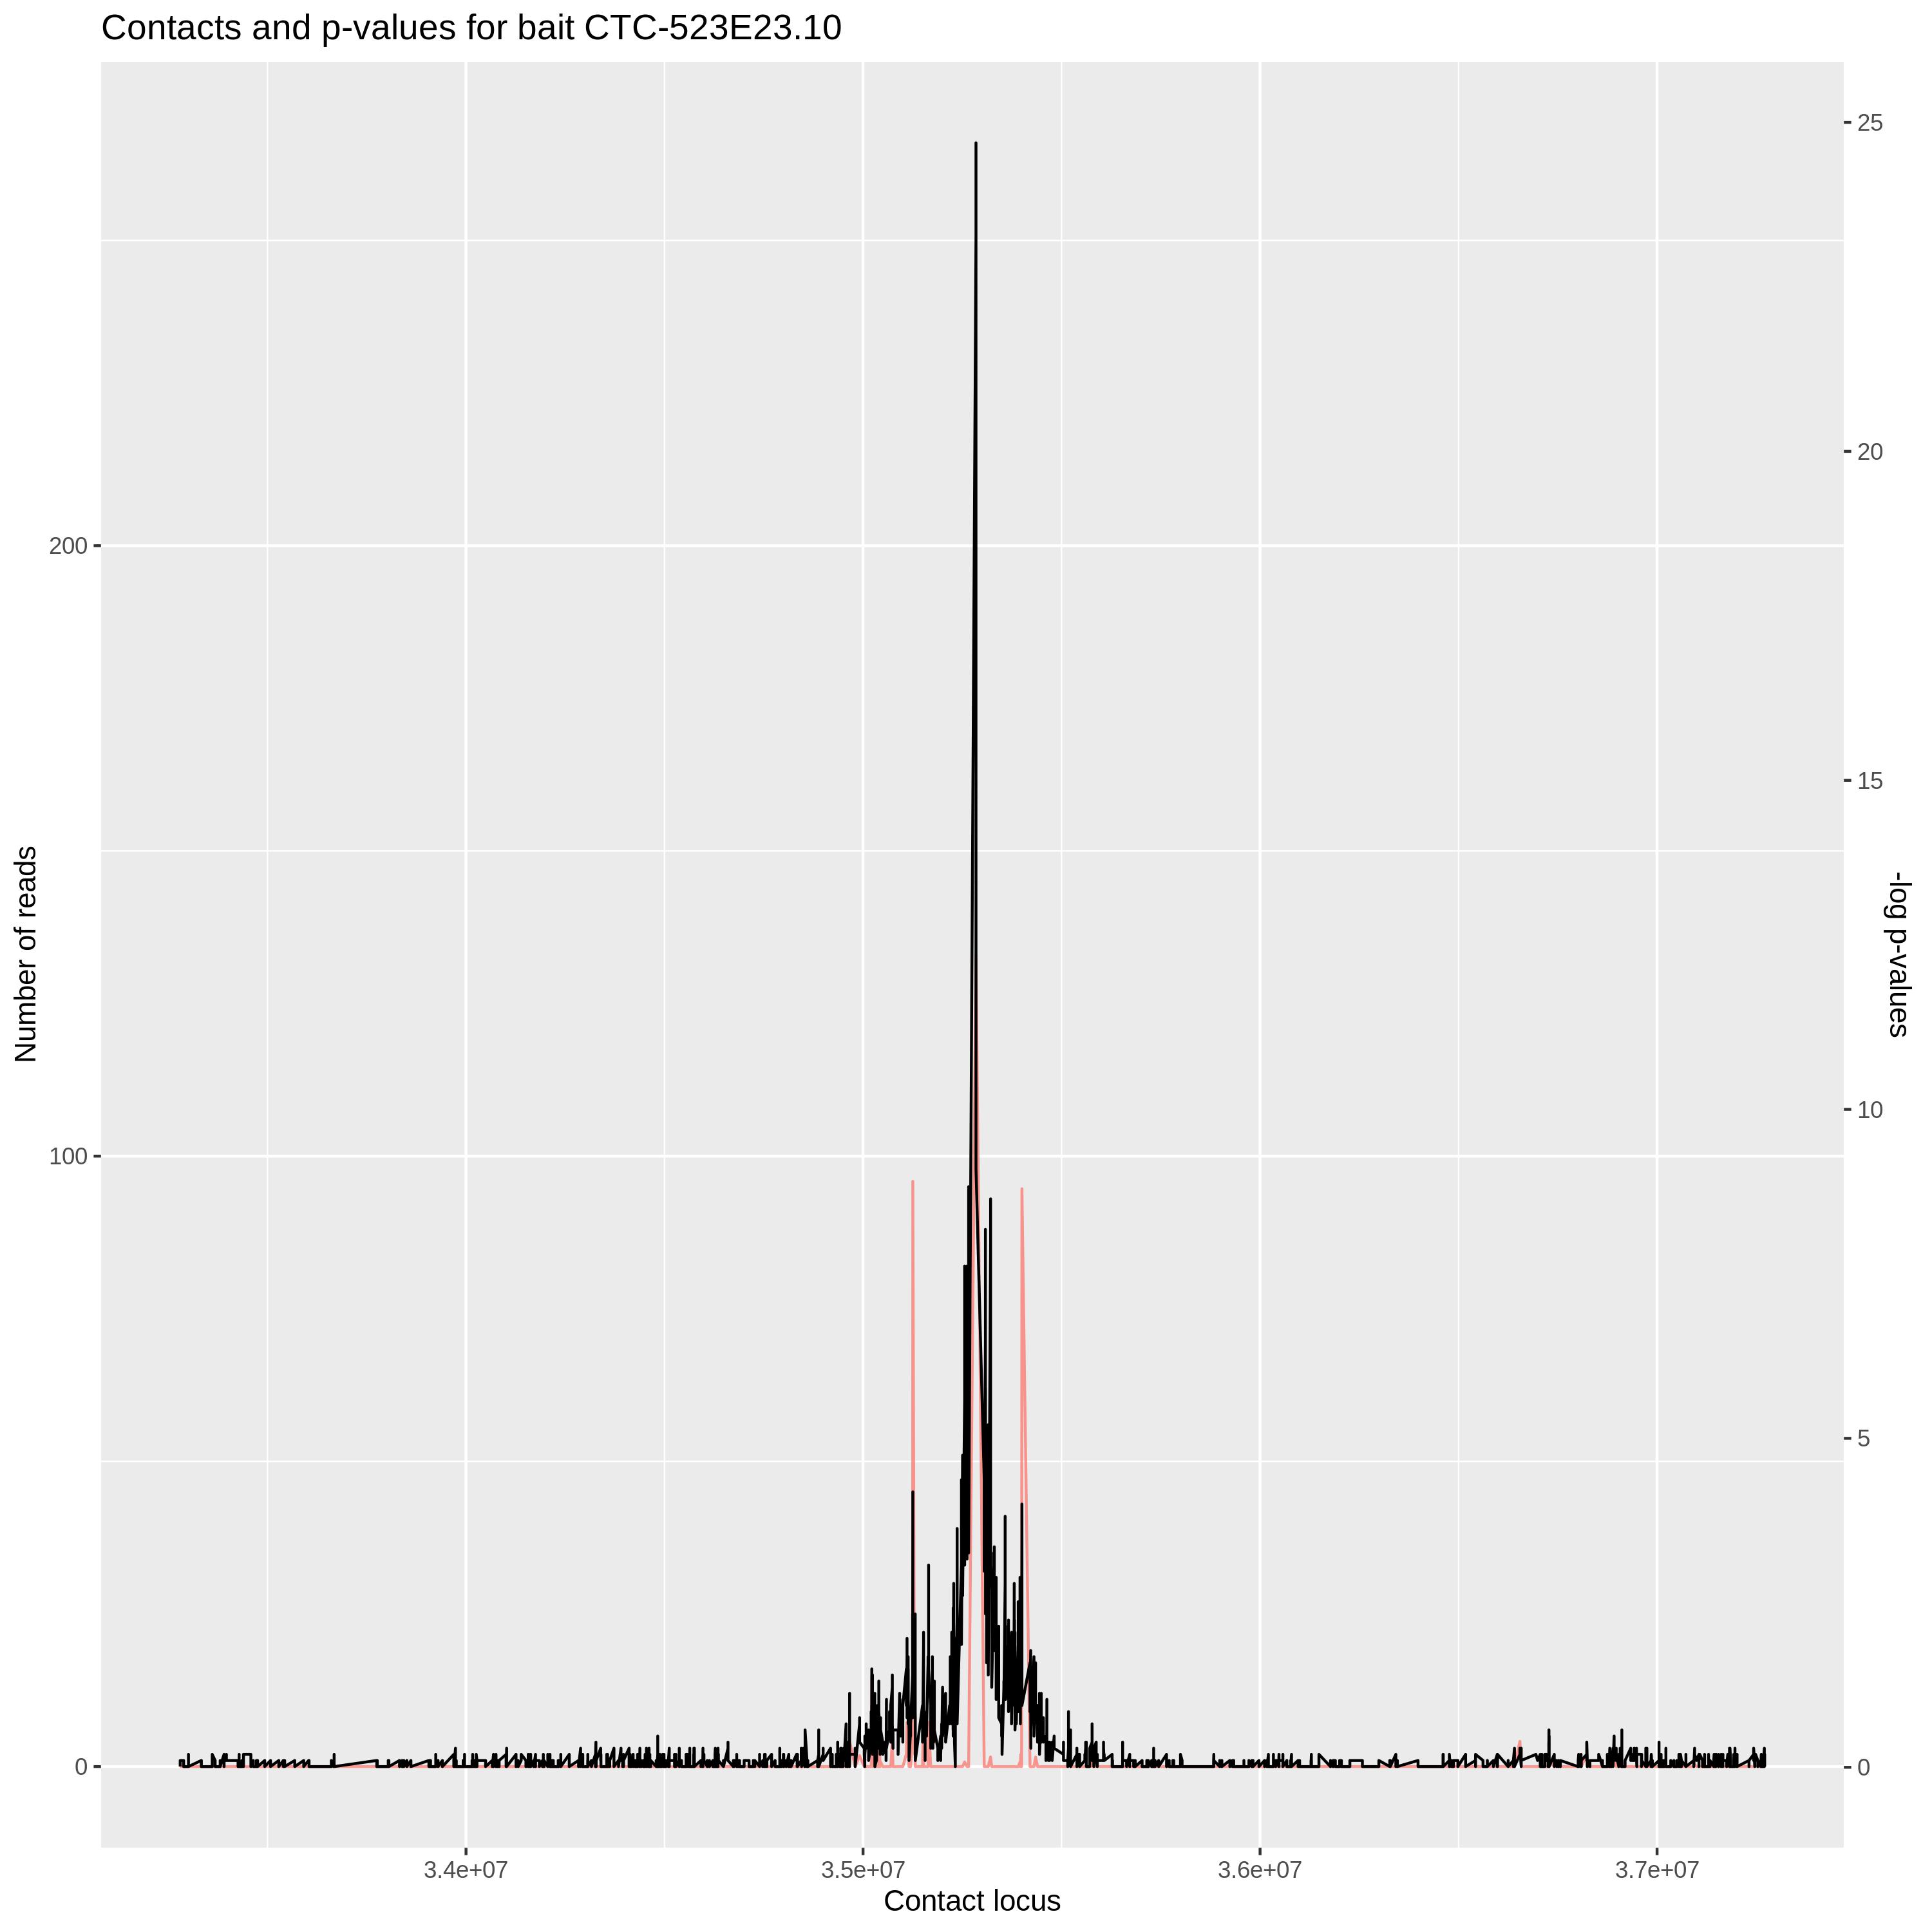 Contacts and p-values for bait CTC-523E23.10
25
20
200
15
Number of reads
-log p-values
10
100
5
0
0
3.4e+07
3.5e+07
3.6e+07
3.7e+07
Contact locus